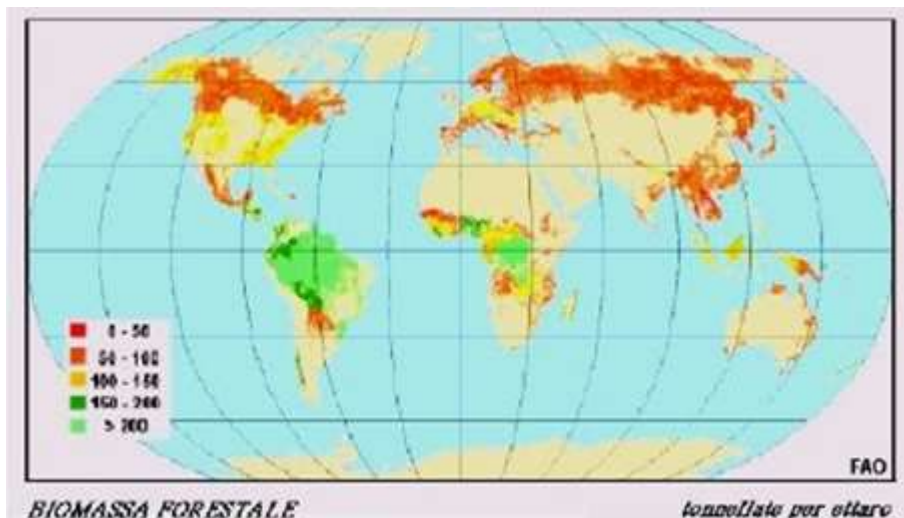 0 - 50
50 - 100
100 - 150
150 - 200
> 200
FAO
BIOMASSA FORESTALE
tonnellate per ettaro